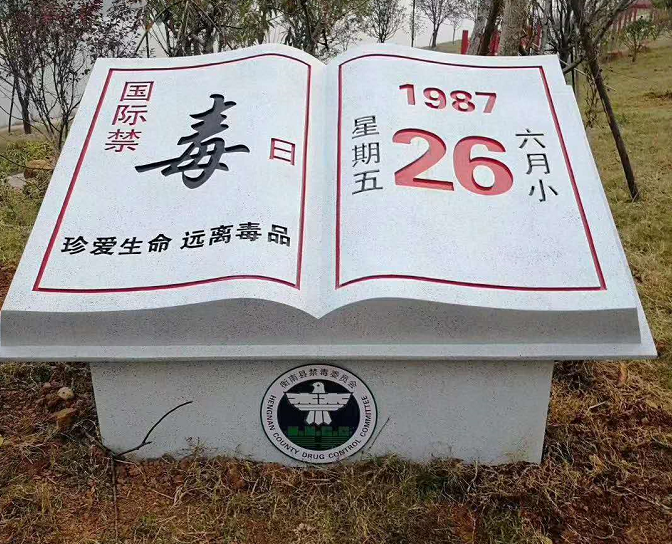 国际禁毒日
珍爱生命 远离毒品
1987
星期五
26
六月小
衡南县禁毒委员会
HENGNAN COUNTY DRUG CONTROL COMMITTEE